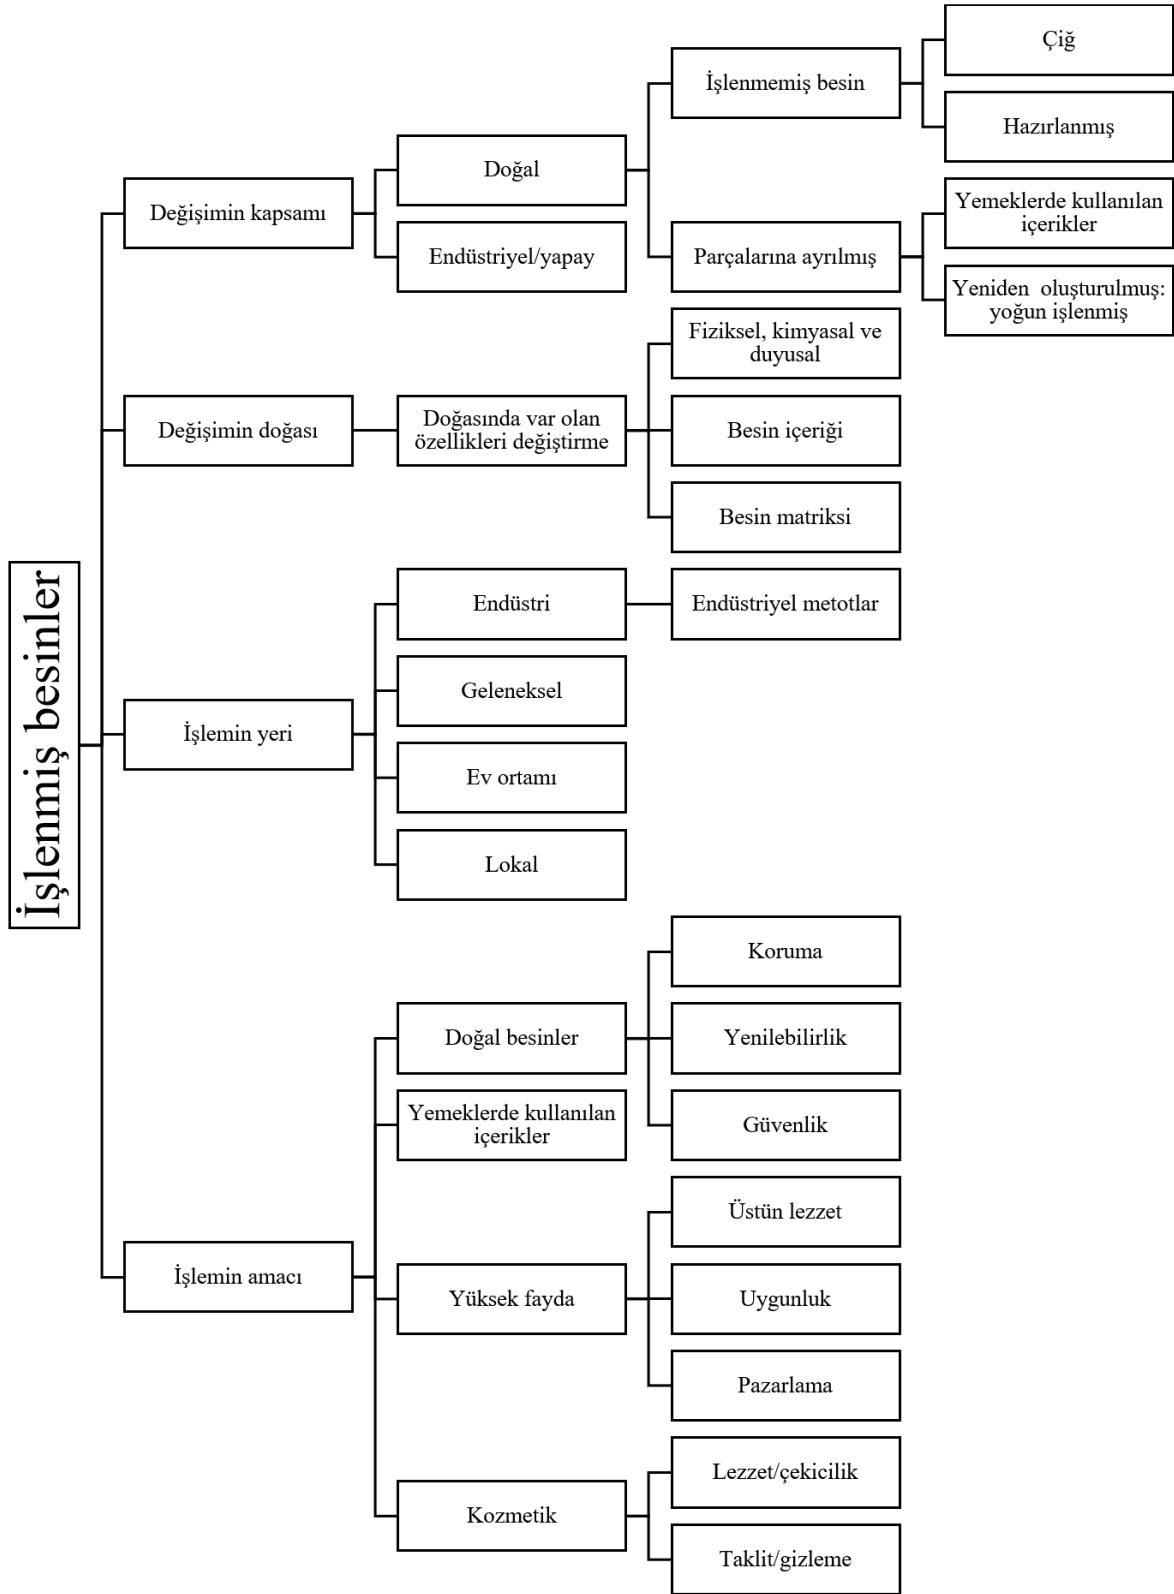 İşlenmiş besinler
Değişimin kapsamı
Doğal
İşlenmemiş besin
Çiğ
Hazırlanmış
Parçalarına ayrılmış
Yemeklerde kullanılan
içerikler
Yeniden oluşturulmuş:
yoğun işlenmiş
Endüstriyel/yapay
Değişimin doğası
Doğasında var olan
özellikleri değiştirme
Fiziksel, kimyasal ve
duyusal
Besin içeriği
Besin matriksi
İşlemin yeri
Endüstri
Endüstriyel metotlar
Geleneksel
Ev ortamı
Lokal
İşlemin amacı
Doğal besinler
Koruma
Yenilebilirlik
Güvenlik
Yemeklerde kullanılan
içerikler
Yüksek fayda
Üstün lezzet
Uygunluk
Pazarlama
Kozmetik
Lezzet/çekicilik
Taklit/gizleme